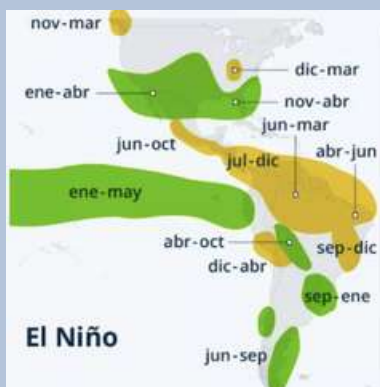 nov-mar
dic-mar
ene-abr
nov-abr
jun-mar
jun-oct
abr-jun
jul-dic
ene-may
abr-oct
sep-dic
dic-abr
sep-ene
El Niño
jun-sep